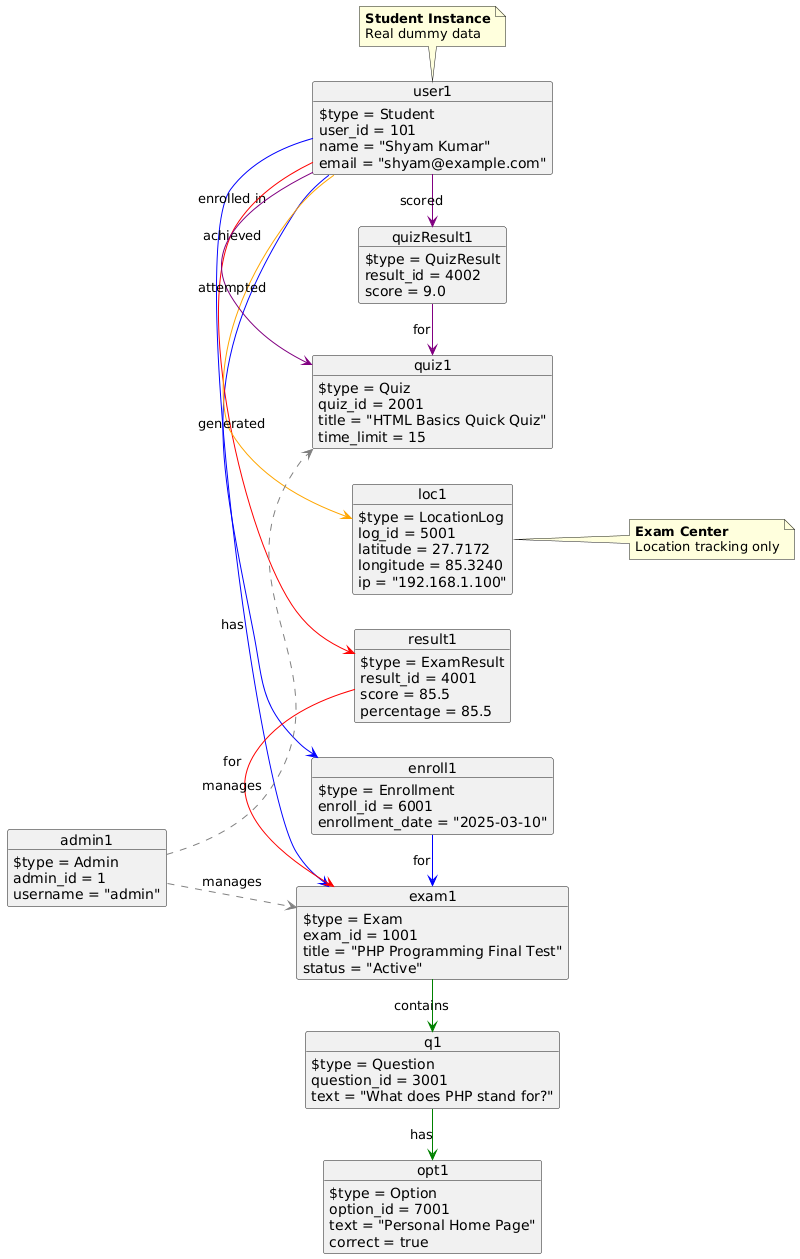 Student Instance
Real dummy data
user1
$type = Student
user_id = 101
name = "Shyam Kumar"
email = "shyam@example.com"
enrolled in
scored
achieved
quizResult1
$type = QuizResult
result_id = 4002
score = 9.0
attempted
for
quiz1
$type = Quiz
quiz_id = 2001
title = "HTML Basics Quick Quiz"
time_limit = 15
generated
loc1
$type = LocationLog
log_id = 5001
latitude = 27.7172
longitude = 85.3240
ip = "192.168.1.100"
Exam Center
Location tracking only
has
result1
$type = ExamResult
result_id = 4001
score = 85.5
percentage = 85.5
for
manages
enroll1
$type = Enrollment
enroll_id = 6001
enrollment_date = "2025-03-10"
admin1
$type = Admin
admin_id = 1
username = "admin"
for
manages
exam1
$type = Exam
exam_id = 1001
title = "PHP Programming Final Test"
status = "Active"
contains
q1
$type = Question
question_id = 3001
text = "What does PHP stand for?"
has
opt1
$type = Option
option_id = 7001
text = "Personal Home Page"
correct = true